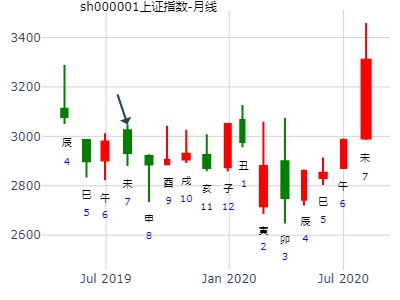 sh000001上证指数-月线
3400
3200
3000
2800
2600
辰
4
巳
5
午
6
未
7
申
8
酉
9
戌
10
亥
11
子
12
丑
1
寅
2
卯
3
辰
4
巳
5
午
6
未
7
Jul 2019
Jan 2020
Jul 2020